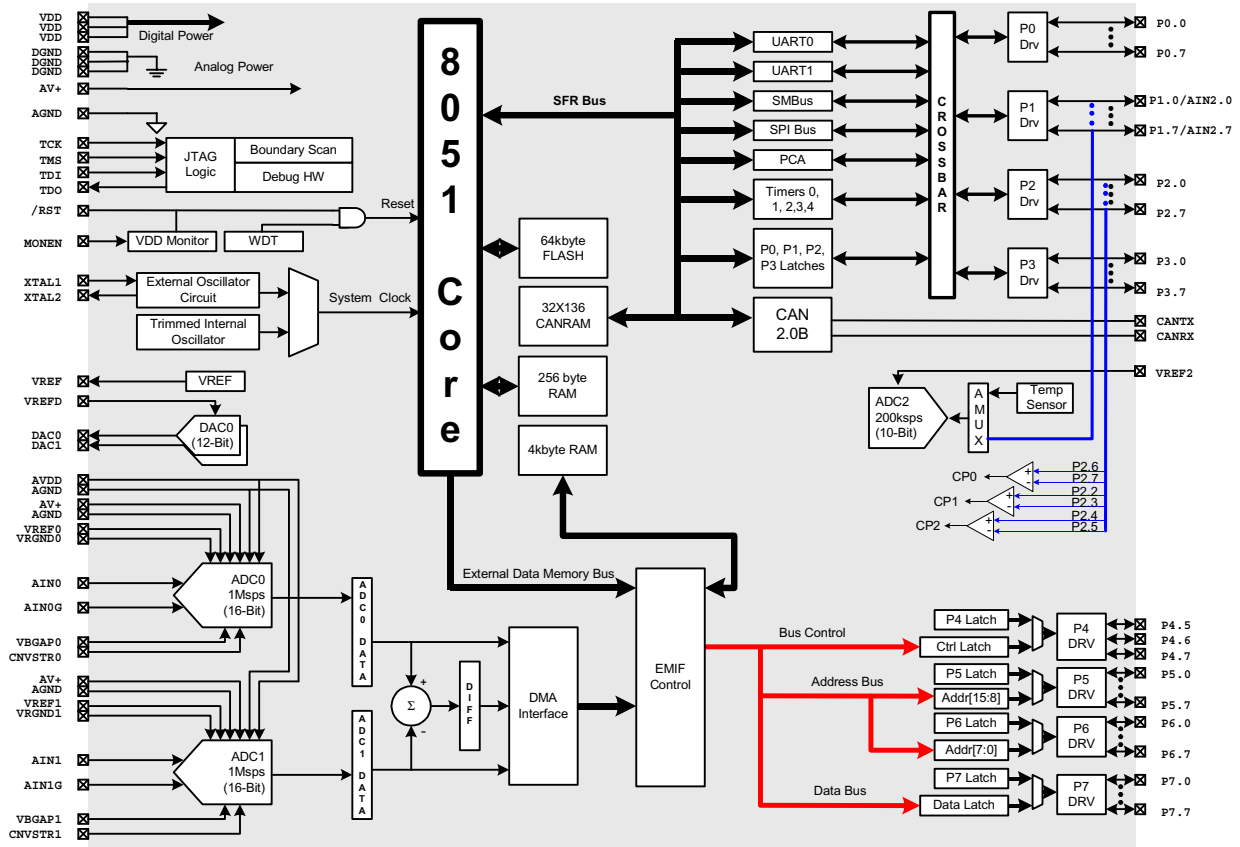 VDD
VDD
VDD
Digital Power
DGND
DGND
DGND
Analog Power
AV+
AGND
TCK
TMS
TDI
TDO
JTAG
Logic
Boundary Scan
Debug HW
/RST
Reset
MONEN
VDD Monitor
WDT
XTAL1
XTAL2
External Oscillator
Circuit
System Clock
Trimmed Internal
Oscillator
VREF
VREF
VREFD
DAC0
DAC1
DAC0
(12-Bit)
AVDD
AGND
AV+
AGND
VREF0
VRGND0
AIN0
AIN0G
ADC0
1Msps
(16-Bit)
VBGAP0
CNVSTR0
AV+
AGND
VREF1
VRGND1
AIN1
AIN1G
ADC1
1Msps
(16-Bit)
VBGAP1
CNVSTR1
ADC0 DATA
ADC1 DATA
+
Σ
-
DIFF
DMA
Interface
8051 Core
SFR Bus
64kbyte
FLASH
32X136
CANRAM
256 byte
RAM
4kbyte RAM
External Data Memory Bus
EMIF
Control
UART0
UART1
SMBus
SPI Bus
PCA
Timers 0,
1, 2,3,4
P0, P1, P2,
P3 Latches
CAN
2.0B
CROSSBAR
P0
Drv
P1
Drv
P2
Drv
P3
Drv
P0.0
P0.7
P1.0/AIN2.0
P1.7/AIN2.7
P2.0
P2.7
P3.0
P3.7
CANTX
CANRX
VREF2
ADC2
200ksps
(10-Bit)
AMUX
Temp
Sensor
CP0
+
-
P2.6
P2.7
CP1
+
-
P2.2
P2.3
CP2
+
-
P2.4
P2.5
Bus Control
Address Bus
Data Bus
P4 Latch
Ctrl Latch
P5 Latch
Addr[15:8]
P6 Latch
Addr[7:0]
P7 Latch
Data Latch
P4
DRV
P5
DRV
P6
DRV
P7
DRV
P4.5
P4.6
P4.7
P5.0
P5.7
P6.0
P6.7
P7.0
P7.7